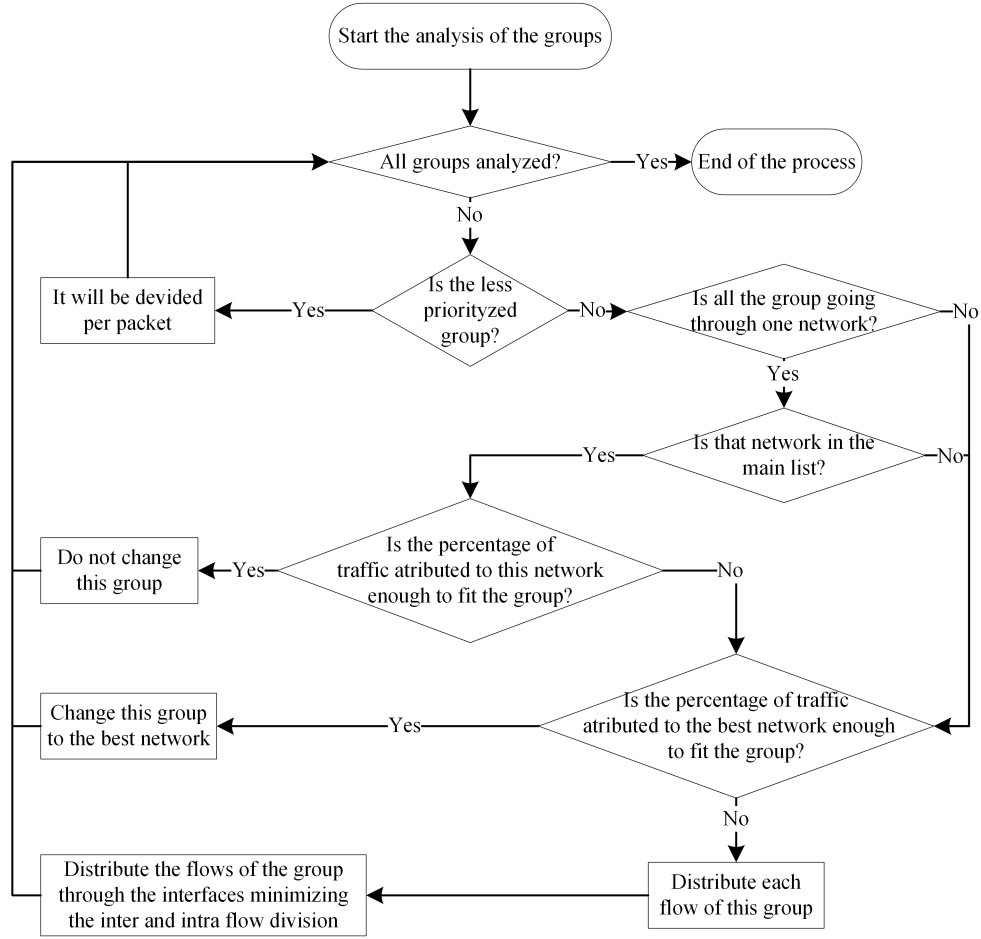 Start the analysis of the groups
All groups analyzed?
Yes
End of the process
No
Is the less
priorityzed
group?
Yes
It will be devided
per packet
No
Is all the group going
through one network?
No
Yes
Is that network in the
main list?
Yes
No
Is the percentage of
traffic atributed to this network
enough to fit the group?
Yes
Do not change
this group
No
Is the percentage of traffic
atributed to the best network enough
to fit the group?
Yes
Change this group
to the best network
No
Distribute each
flow of this group
Distribute the flows of the group
through the interfaces minimizing
the inter and intra flow division